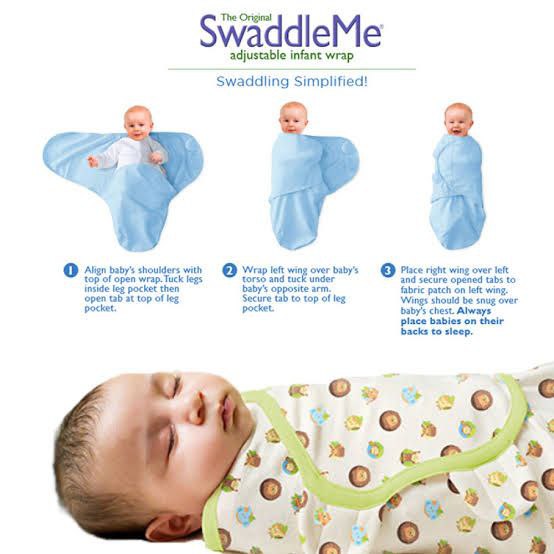 The Original
SwaddleMe®
adjustable infant wrap
Swaddling Simplified!
1 Align baby's shoulders with
top of open wrap. Tuck legs
inside leg pocket then
open tab at top of leg
pocket.
2 Wrap left wing over baby's
torso and tuck under
baby's opposite arm.
Secure tab to top of leg
pocket.
3 Place right wing over left
and secure opened tabs to
fabric patch on left wing.
Wings should be snug over
baby's chest. Always
place babies on their
backs to sleep.